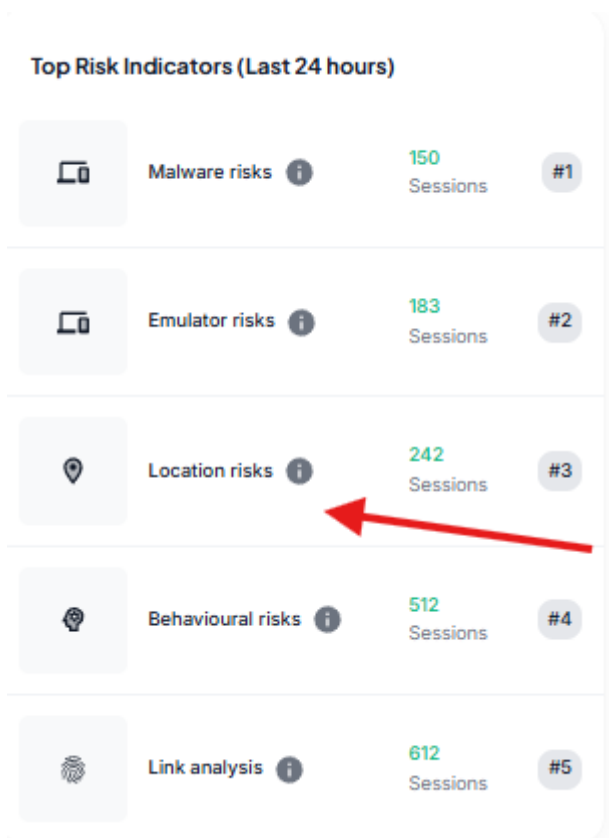 Top Risk Indicators (Last 24 hours)
Malware risks
150
Sessions
#1
Emulator risks
183
Sessions
#2
Location risks
242
Sessions
#3
Behavioural risks
512
Sessions
#4
Link analysis
612
Sessions
#5